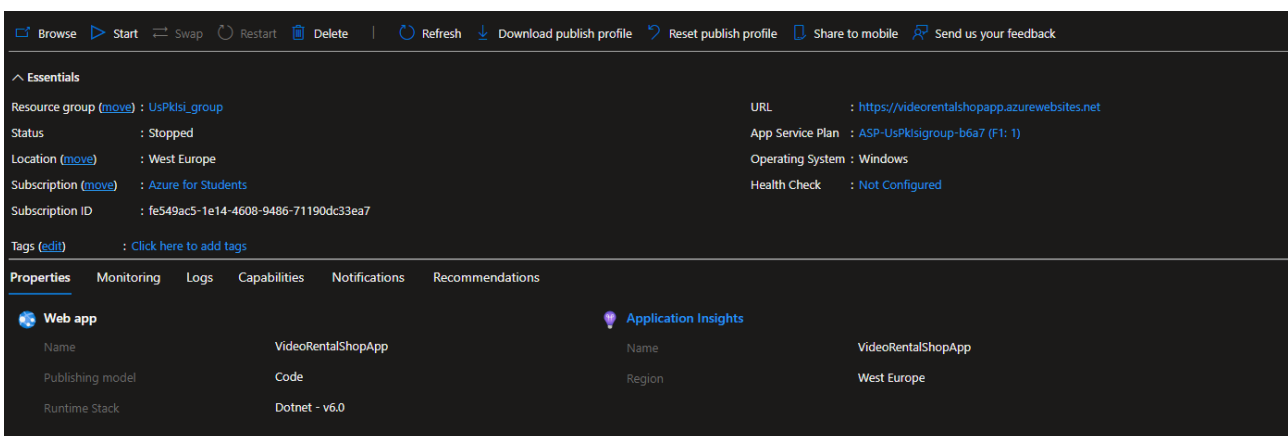 Browse Start Swap Restart Delete | Refresh Download publish profile Reset publish profile Share to mobile Send us your feedback
Essentials
Resource group (move) : UsPkIsi_group URL : https://videorentalshopapp.azurewebsites.net
Status : Stopped App Service Plan : ASP-UsPkIsigroup-b6a7 (F1: 1)
Location (move) : West Europe Operating System : Windows
Subscription (move) : Azure for Students Health Check : Not Configured
Subscription ID : fe549ac5-1e14-4608-9486-71190dc33ea7
Tags (edit) : Click here to add tags
Properties Monitoring Logs Capabilities Notifications Recommendations
Web app Application Insights
Name VideoRentalShopApp Name VideoRentalShopApp
Publishing model Code Region West Europe
Runtime Stack Dotnet - v6.0